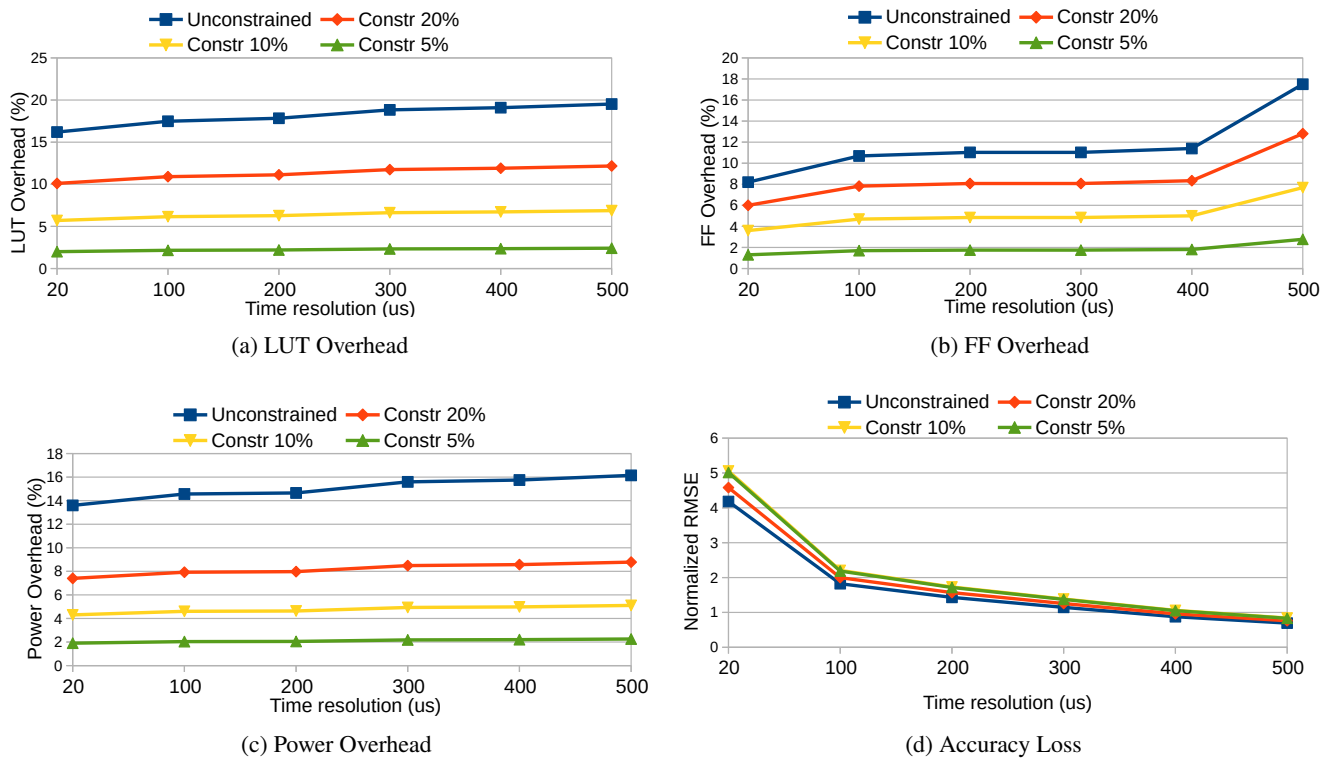 Unconstrained Constr 20%
Constr 10% Constr 5%
LUT Overhead (%)
25
20
15
10
5
0
20 100 200 300 400 500
Time resolution (us)
(a) LUT Overhead
Unconstrained Constr 20%
Constr 10% Constr 5%
FF Overhead (%)
20
18
16
14
12
10
8
6
4
2
0
20 100 200 300 400 500
Time resolution (us)
(b) FF Overhead
Unconstrained Constr 20%
Constr 10% Constr 5%
Power Overhead (%)
18
16
14
12
10
8
6
4
2
0
20 100 200 300 400 500
Time resolution (us)
(c) Power Overhead
Unconstrained Constr 20%
Constr 10% Constr 5%
Normalized RMSE
6
5
4
3
2
1
0
20 100 200 300 400 500
Time resolution (us)
(d) Accuracy Loss